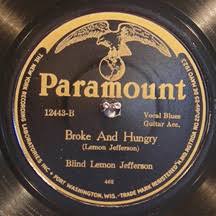 Paramount
12443-B
Vocal Blues
Guitar Acc.
Broke And Hungry
(Lemon Jefferson)
Blind Lemon Jefferson
THE NEW YORK RECORDING LABORATORIES INC.
PORT WASHINGTON, WIS. TRADE MARK REGISTERED